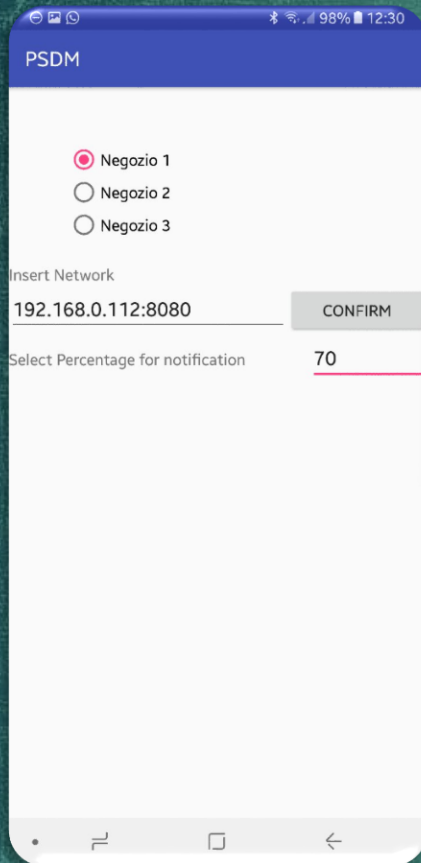 98% 12:30
PSDM
Negozio 1
Negozio 2
Negozio 3
Insert Network
192.168.0.112:8080 CONFIRM
Select Percentage for notification 70